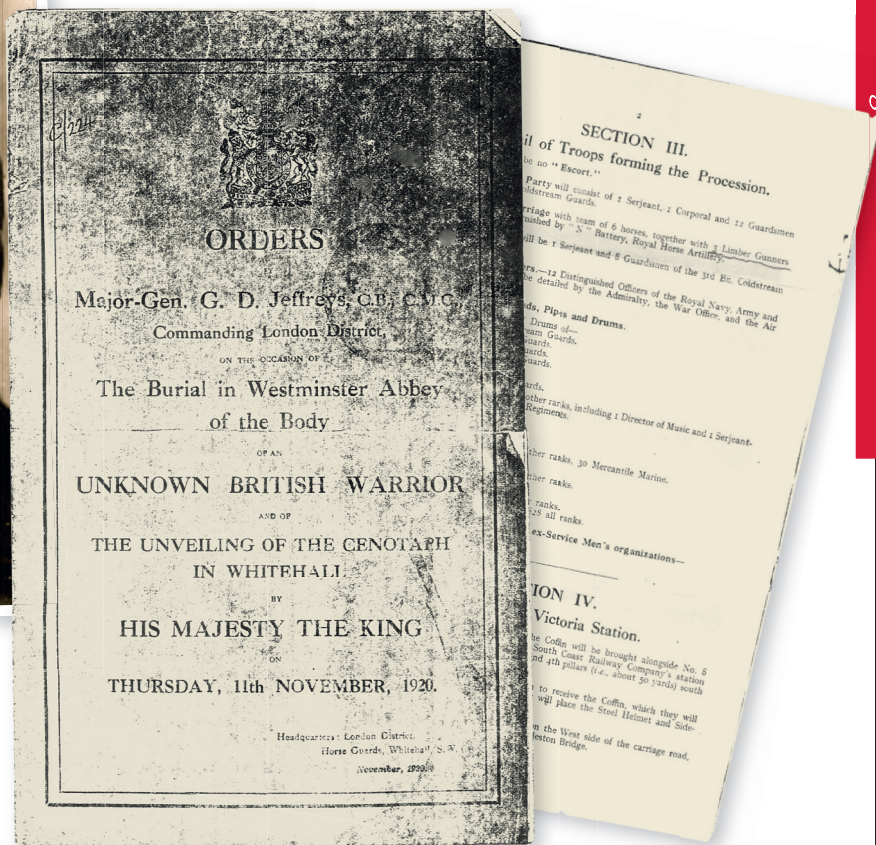 C/224
ORDERS
Major-Gen. G. D. Jeffreys, C.B., C.M.G.,
Commanding London District,
ON THE OCCASION OF
The Burial in Westminster Abbey
of the Body
OF AN
UNKNOWN BRITISH WARRIOR
AND OF
THE UNVEILING OF THE CENOTAPH
IN WHITEHALL
BY
HIS MAJESTY THE KING
ON
THURSDAY, 11th NOVEMBER, 1920.
Headquarters: London District,
Horse Guards, Whitehall, S.W.
November, 1920.
2
SECTION III.
il of Troops forming the Procession.
be no "Escort."
Party will consist of 1 Serjeant, 1 Corporal and 12 Guardsmen
oldstream Guards.
rriage with team of 6 horses, together with 3 Limber Gunners
rnished by "N" Battery, Royal Horse Artillery.
will be 1 Serjeant and 8 Guardsmen of the 3rd Bn. Coldstream
ers.—12 Distinguished Officers of the Royal Navy, Army and
be detailed by the Admiralty, the War Office, and the Air
ds, Pipes and Drums.
Drums of—
eam Guards.
uards.
uards.
uards.
ards.
other ranks, including 1 Director of Music and 1 Serjeant-
Regiments.
ther ranks, 30 Mercantile Marine.
ther ranks.
r ranks.
328 all ranks.
ex-Service Men's organizations—
TION IV.
Victoria Station.
he Coffin will be brought alongside No. 8
South Coast Railway Company's station
nd 4th pillars (i.e., about 30 yards) south
to receive the Coffin, which they will
will place the Steel Helmet and Side-
on the West side of the carriage road,
leston Bridge.